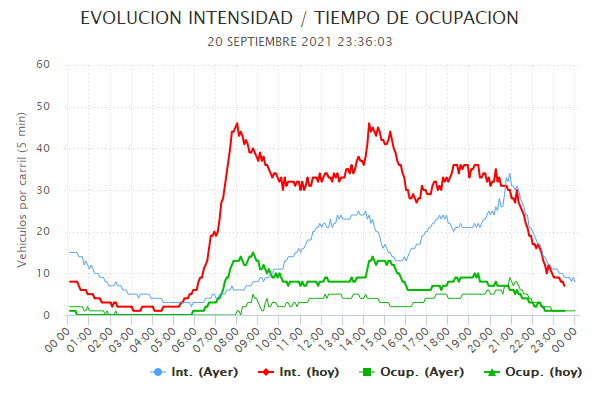 EVOLUCION INTENSIDAD / TIEMPO DE OCUPACION
20 SEPTIEMBRE 2021 23:36:03
Vehiculos por carril (5 min)
60
50
40
30
20
10
0
00:00 01:00 02:00 03:00 04:00 05:00 06:00 07:00 08:00 09:00 10:00 11:00 12:00 13:00 14:00 15:00 16:00 17:00 18:00 19:00 20:00 21:00 22:00 23:00 00:00
Int. (Ayer) Int. (hoy) Ocup. (Ayer) Ocup. (hoy)